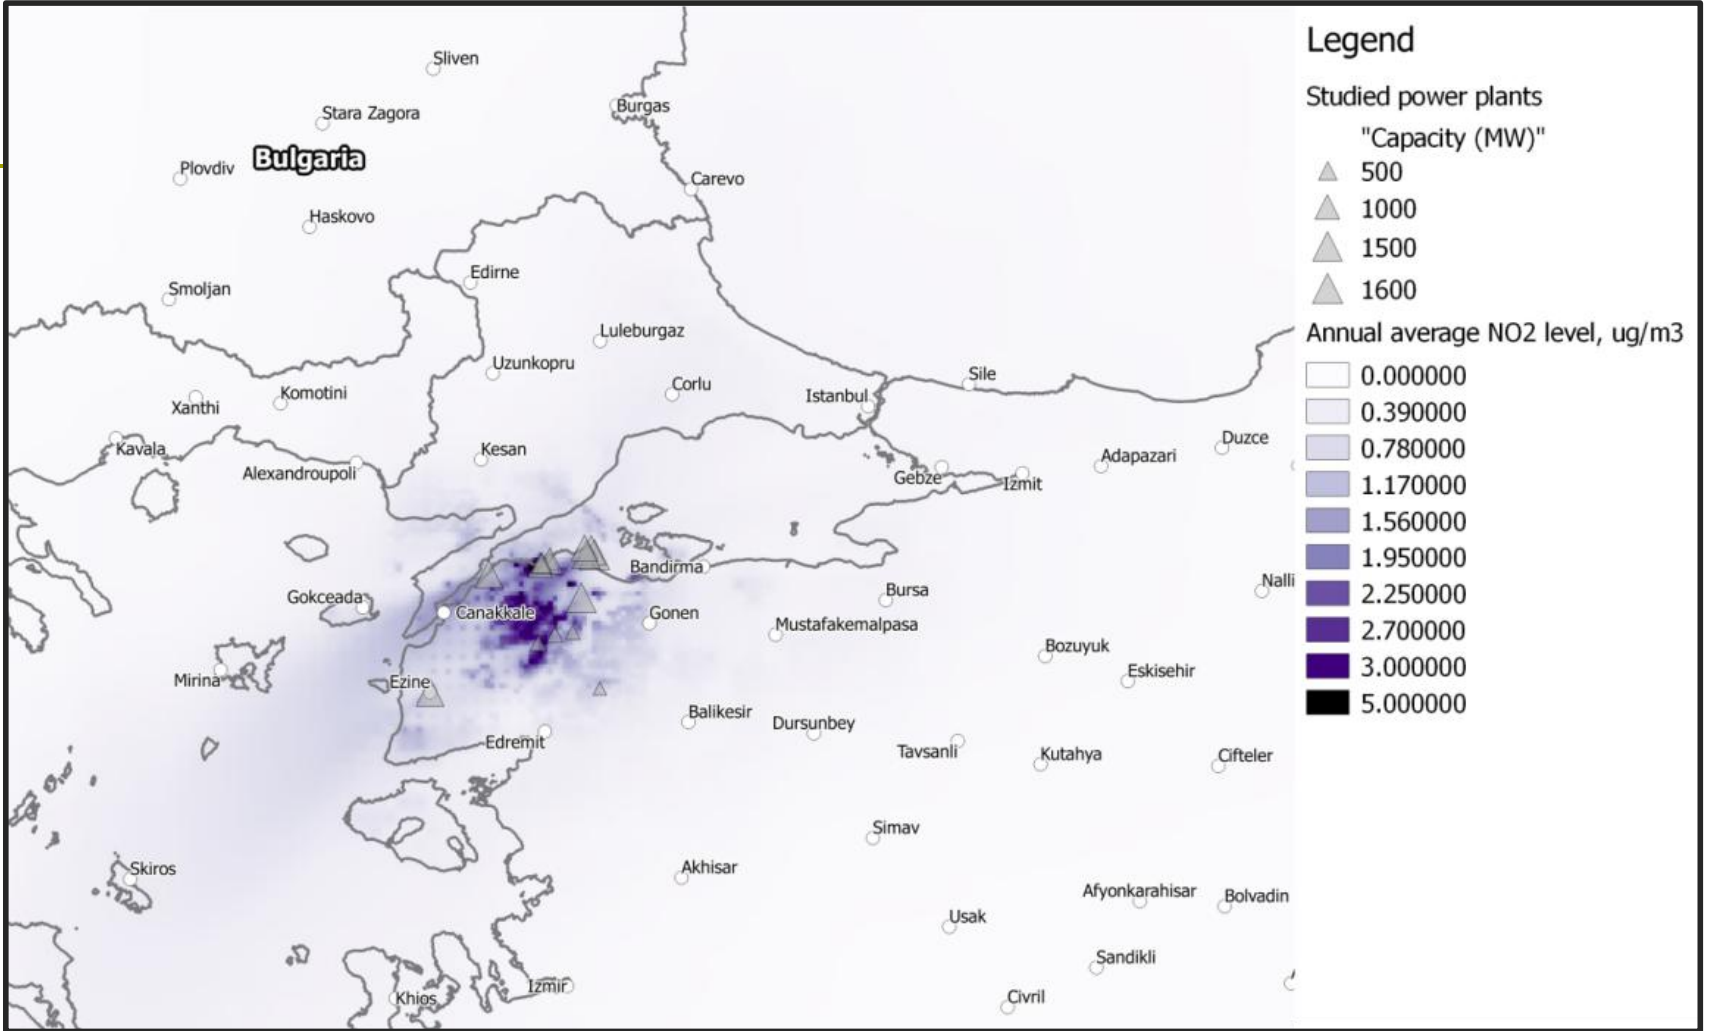 Sliven
Burgas
Stara Zagora
Bulgaria
Plovdiv
Carevo
Haskovo
Edirne
Smoljan
Luleburgaz
Uzunkopru
Sile
Corlu
Komotini
Istanbul
Xanthi
Duzce
Kavala
Kesan
Adapazari
Alexandroupoli
Gebze
Izmit
Bandirma
Nalli
Bursa
Gokceada
Canakkale
Gonen
Mustafakemalpasa
Bozuyuk
Eskisehir
Mirina
Ezine
Balikesir
Dursunbey
Edremit
Tavsanli
Kutahya
Cifteler
Simav
Skiros
Akhisar
Afyonkarahisar
Bolvadin
Usak
Sandikli
Izmir
Khios
Civril
Legend
Studied power plants
"Capacity (MW)"
500
1000
1500
1600
Annual average NO2 level, ug/m3
0.000000
0.390000
0.780000
1.170000
1.560000
1.950000
2.250000
2.700000
3.000000
5.000000